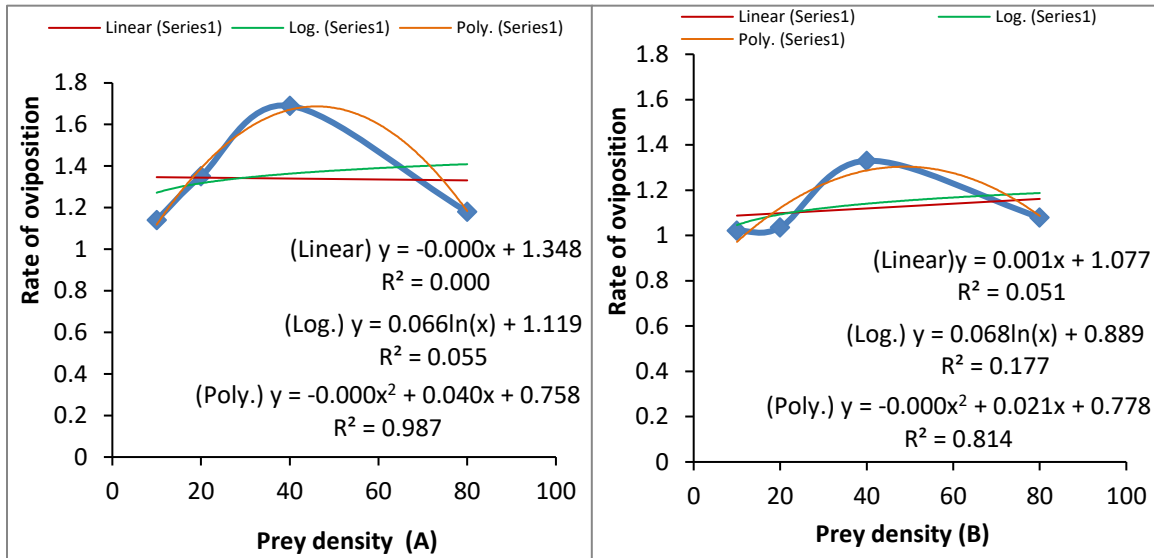 Linear (Series1) Log. (Series1) Poly. (Series1)
Rate of oviposition
1.8
1.6
1.4
1.2
1
0.8
0.6
0.4
0.2
0
(Linear) y = -0.000x + 1.348
R² = 0.000
(Log.) y = 0.066ln(x) + 1.119
R² = 0.055
(Poly.) y = -0.000x² + 0.040x + 0.758
R² = 0.987
0 20 40 60 80 100
Prey density (A)
Linear (Series1) Log. (Series1)
Poly. (Series1)
Rate of oviposition
1.8
1.6
1.4
1.2
1
0.8
0.6
0.4
0.2
0
(Linear)y = 0.001x + 1.077
R² = 0.051
(Log.) y = 0.068ln(x) + 0.889
R² = 0.177
(Poly.) y = -0.000x² + 0.021x + 0.778
R² = 0.814
0 20 40 60 80 100
Prey density (B)